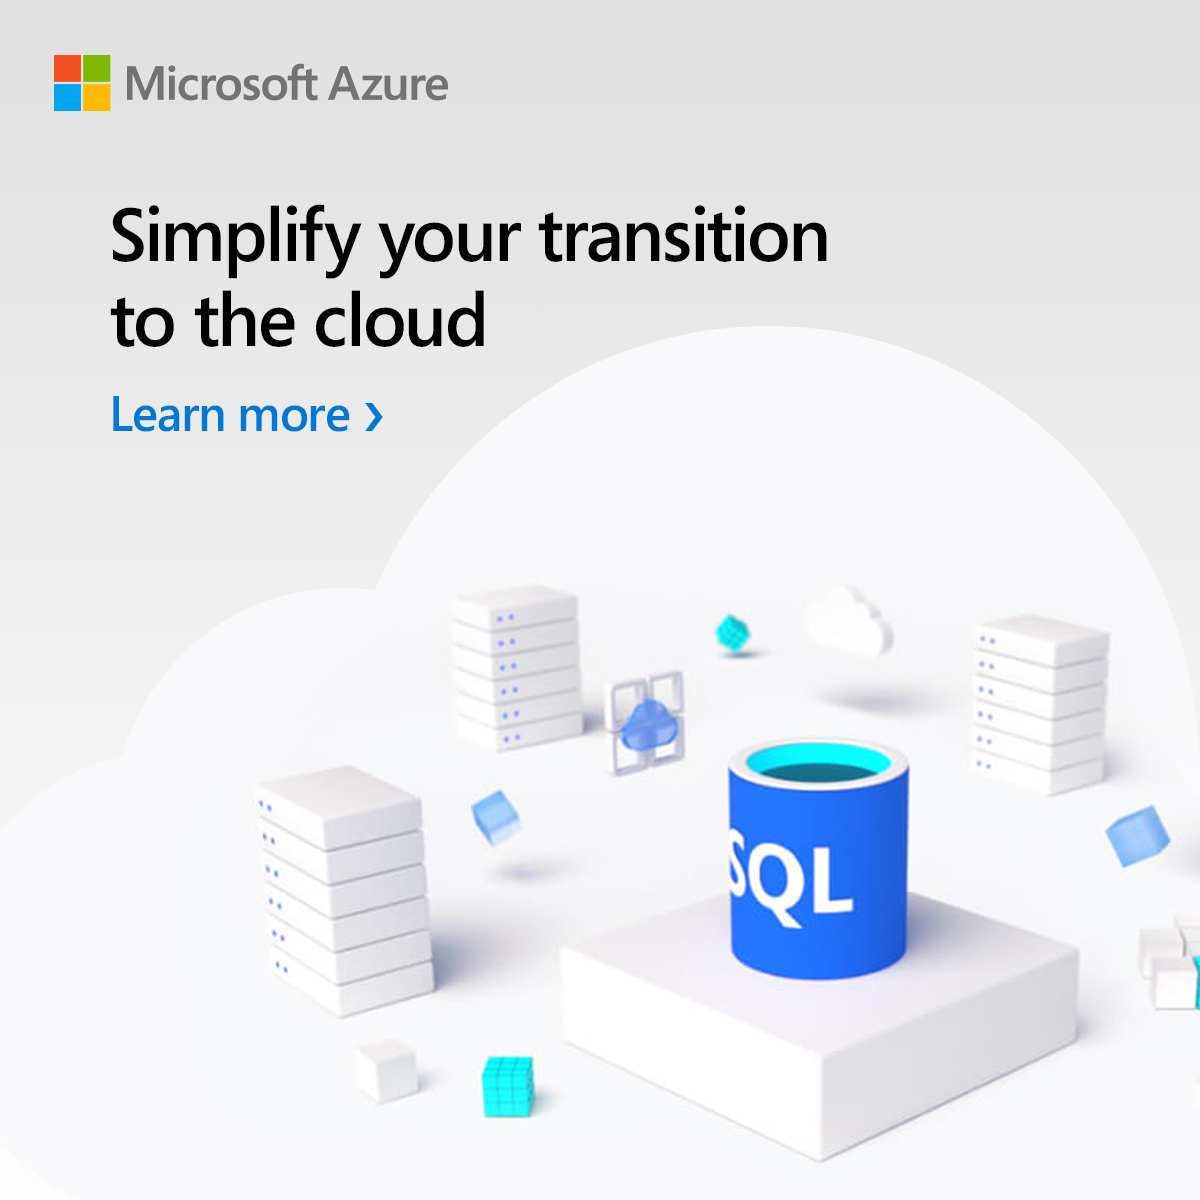 Microsoft Azure
Simplify your transition
to the cloud
Learn more ›
SQL